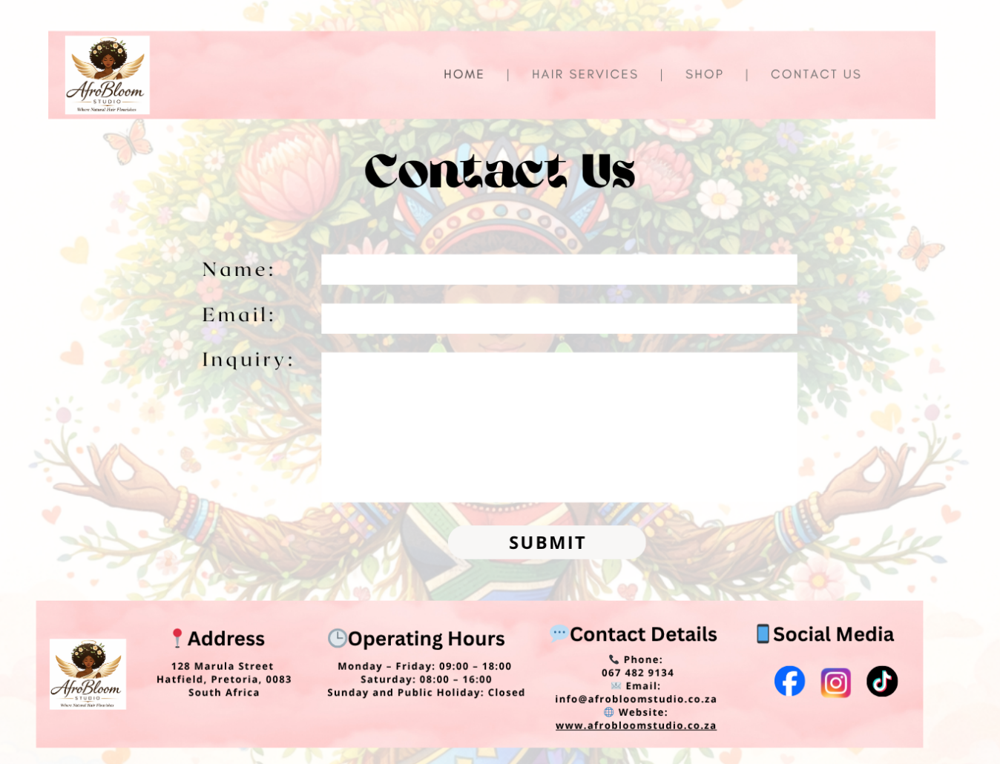 AfroBloom
STUDIO
Where Natural Hair Flourishes
HOME | HAIR SERVICES | SHOP | CONTACT US
Contact Us
Name:
Email:
Inquiry:
SUBMIT
AfroBloom
STUDIO
Where Natural Hair Flourishes
Address
128 Marula Street
Hatfield, Pretoria, 0083
South Africa
Operating Hours
Monday – Friday: 09:00 – 18:00
Saturday: 08:00 – 16:00
Sunday and Public Holiday: Closed
Contact Details
Phone:
067 482 9134
Email:
info@afrobloomstudio.co.za
Website:
www.afrobloomstudio.co.za
Social Media